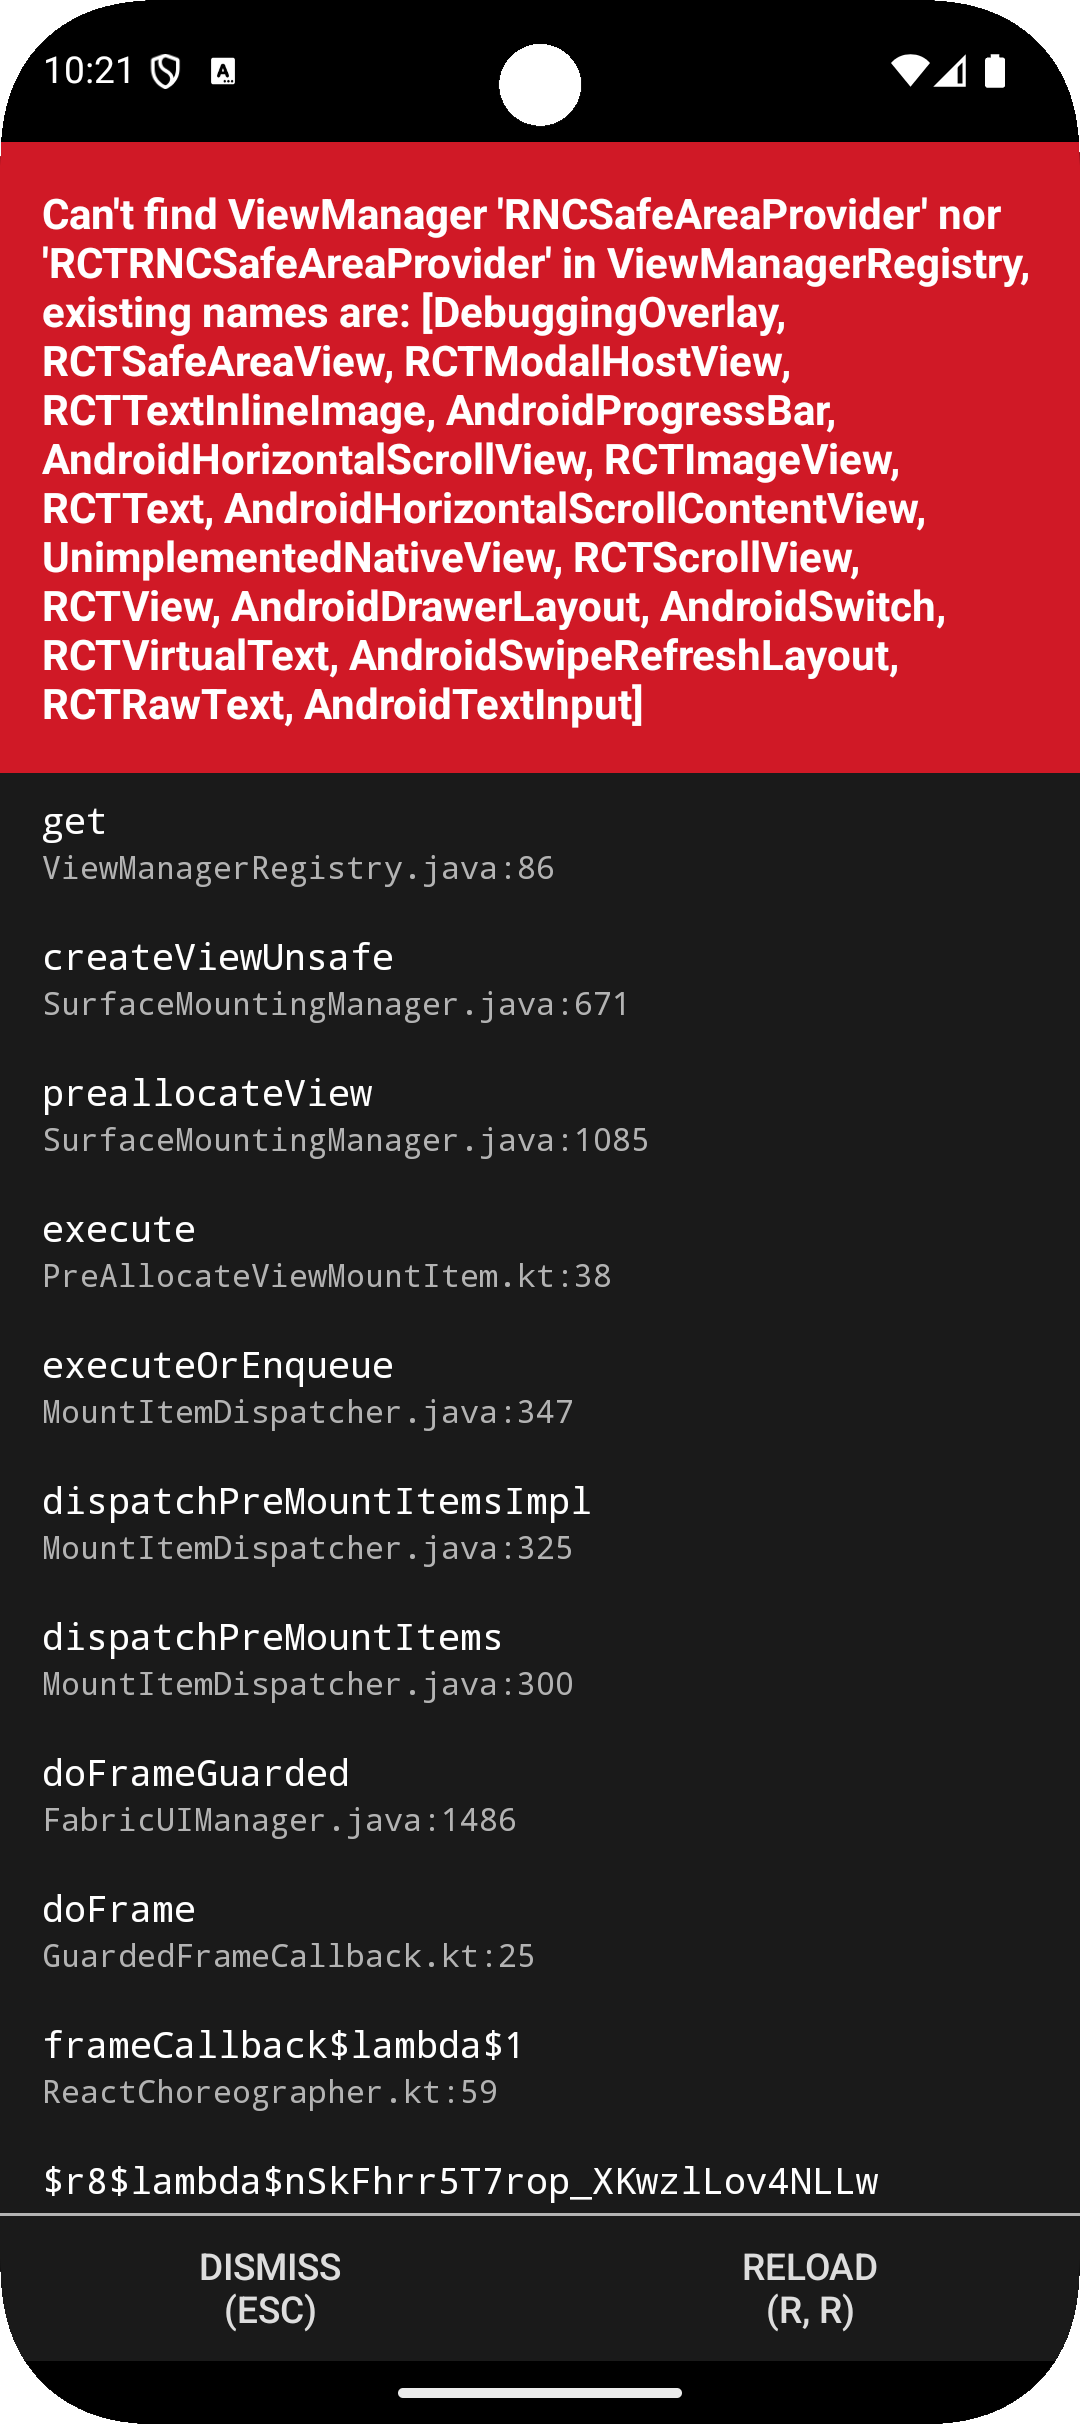 10:21
Can't find ViewManager 'RNCSafeAreaProvider' nor
'RCTRNCSafeAreaProvider' in ViewManagerRegistry,
existing names are: [DebuggingOverlay,
RCTSafeAreaView, RCTModalHostView,
RCTTextInlineImage, AndroidProgressBar,
AndroidHorizontalScrollView, RCTImageView,
RCTText, AndroidHorizontalScrollContentView,
UnimplementedNativeView, RCTScrollView,
RCTView, AndroidDrawerLayout, AndroidSwitch,
RCTVirtualText, AndroidSwipeRefreshLayout,
RCTRawText, AndroidTextInput]
get
ViewManagerRegistry.java:86
createViewUnsafe
SurfaceMountingManager.java:671
preallocateView
SurfaceMountingManager.java:1085
execute
PreAllocateViewMountItem.kt:38
executeOrEnqueue
MountItemDispatcher.java:347
dispatchPreMountItemsImpl
MountItemDispatcher.java:325
dispatchPreMountItems
MountItemDispatcher.java:300
doFrameGuarded
FabricUIManager.java:1486
doFrame
GuardedFrameCallback.kt:25
frameCallback$lambda$1
ReactChoreographer.kt:59
$r8$lambda$nSkFhrr5T7rop_XKwzlLov4NLLw
DISMISS
(ESC)
RELOAD
(R, R)